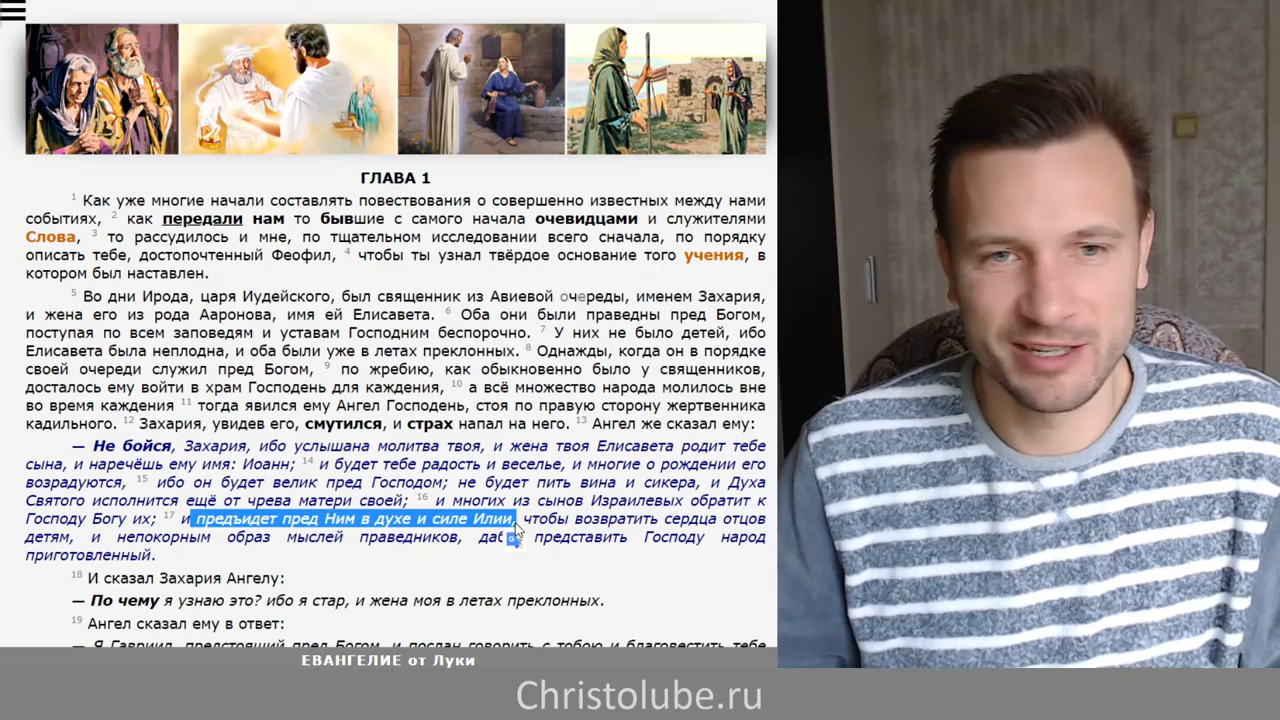 ГЛАВА 1
1 Как уже многие начали составлять повествования о совершенно известных между нами
событиях, 2 как передали нам то бывшие с самого начала очевидцами и служителями
Слова, 3 то рассудилось и мне, по тщательном исследовании всего сначала, по порядку
описать тебе, достопочтенный Феофил, 4 чтобы ты узнал твёрдое основание того учения, в
котором был наставлен.
5 Во дни Ирода, царя Иудейского, был священник из Авиевой очереды, именем Захария,
и жена его из рода Ааронова, имя ей Елисавета. 6 Оба они были праведны пред Богом,
поступая по всем заповедям и уставам Господним беспорочно. 7 У них не было детей, ибо
Елисавета была неплодна, и оба были уже в летах преклонных. 8 Однажды, когда он в порядке
своей очереди служил пред Богом, 9 по жребию, как обыкновенно было у священников,
досталось ему войти в храм Господень для каждения, 10 а всё множество народа молилось вне
во время каждения 11 тогда явился ему Ангел Господень, стоя по правую сторону жертвенника
кадильного. 12 Захария, увидев его, смутился, и страх напал на него. 13 Ангел же сказал ему:
— Не бойся, Захария, ибо услышана молитва твоя, и жена твоя Елисавета родит тебе
сына, и наречёшь ему имя: Иоанн; 14 и будет тебе радость и веселье, и многие о рождении его
возрадуются, 15 ибо он будет велик пред Господом; не будет пить вина и сикера, и Духа
Святого исполнится ещё от чрева матери своей; 16 и многих из сынов Израилевых обратит к
Господу Богу их; 17 и предъидет пред Ним в духе и силе Илии, чтобы возвратить сердца отцов
детям, и непокорным образ мыслей праведников, представить Господу народ
приготовленный.
18 И сказал Захария Ангелу:
— По чему я узнаю это? ибо я стар, и жена моя в летах преклонных.
19 Ангел сказал ему в ответ:
— Я Гавриил, предстоящий пред Богом, и послан говорить с тобою и благовестить тебе
ЕВАНГЕЛИЕ от Луки
Christolube.ru